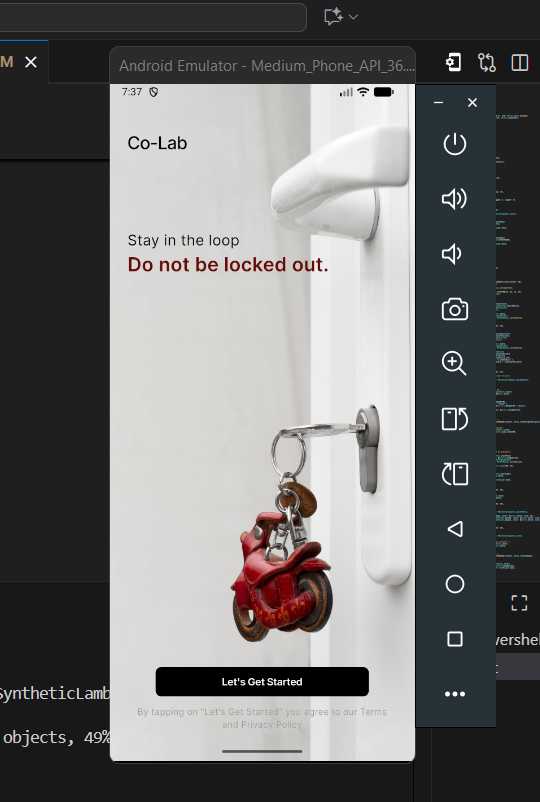 M
Android Emulator - Medium_Phone_API_36....
7:37
Co-Lab
Stay in the loop
Do not be locked out.
Let's Get Started
By tapping on "Let's Get Started" you agree to our Terms
and Privacy Policy
SyntheticLamb
objects, 49%
wershel
t